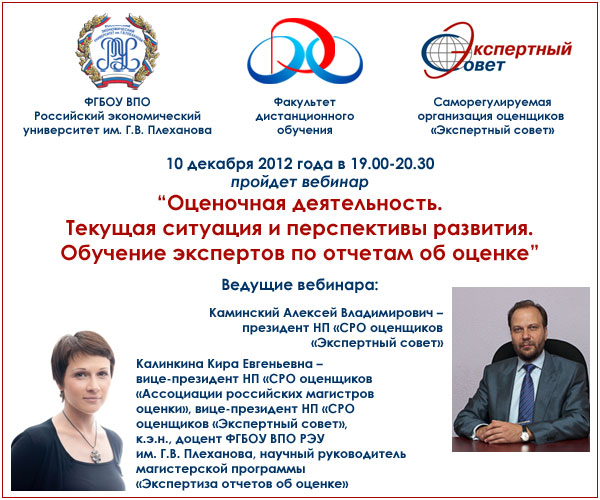 Экспертный
Совет
ФГБОУ ВПО
Российский экономический
университет им. Г.В. Плеханова
Факультет
дистанционного
обучения
Саморегулируемая
организация оценщиков
«Экспертный совет»
10 декабря 2012 года в 19.00-20.30
пройдет вебинар
“Оценочная деятельность.
Текущая ситуация и перспективы развития.
Обучение экспертов по отчетам об оценке”
Ведущие вебинара:
Каминский Алексей Владимирович –
президент НП «СРО оценщиков
«Экспертный совет»
Калинкина Кира Евгеньевна –
вице-президент НП «СРО оценщиков
«Ассоциации российских магистров
оценки», вице-президент НП «СРО
оценщиков «Экспертный совет»,
к.э.н., доцент ФГБОУ ВПО РЭУ
им. Г.В. Плеханова, научный руководитель
магистерской программы
«Экспертиза отчетов об оценке»